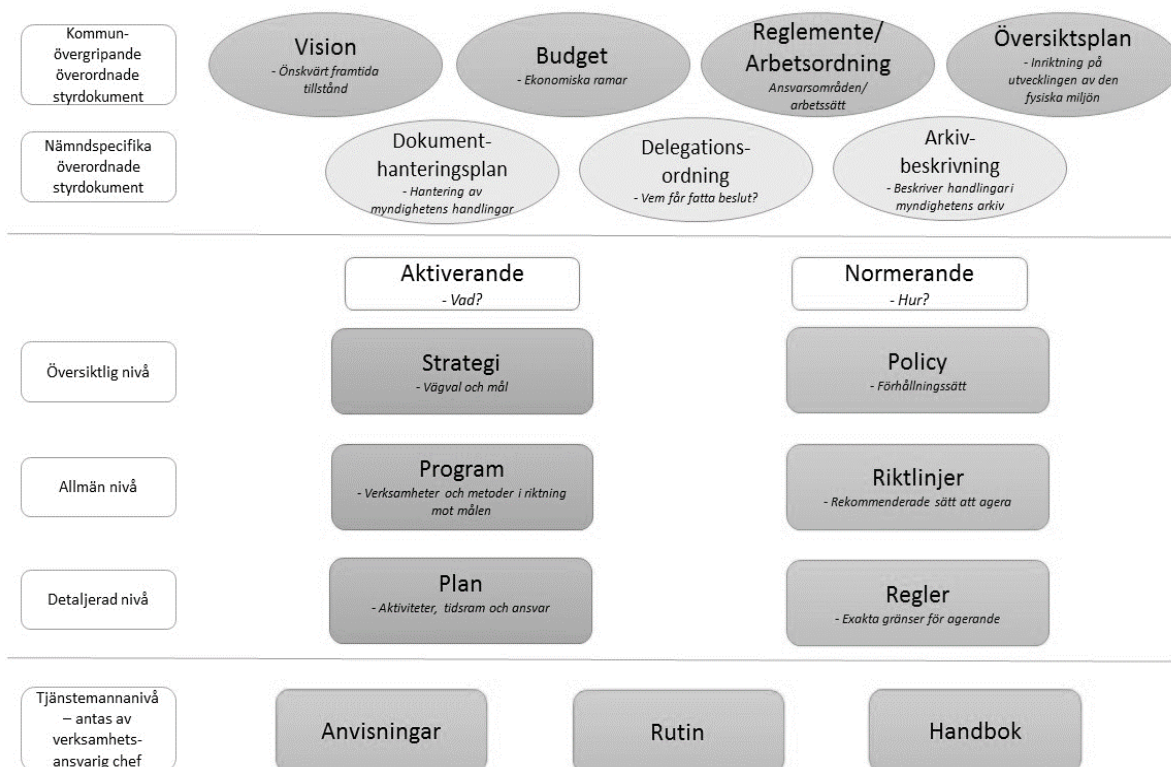 Kommun-
övergripande
överordnade
styrdokument
Vision
- Önskvärt framtida
tillstånd
Budget
- Ekonomiska ramar
Reglemente/
Arbetsordning
Ansvarsområden/
arbetssätt
Översiktsplan
- Inriktning på
utvecklingen av den
fysiska miljön
Nämndspecifika
överordnade
styrdokument
Dokument-
hanteringsplan
- Hantering av
myndighetens handlingar
Delegations-
ordning
- Vem får fatta beslut?
Arkiv-
beskrivning
- Beskriver handlingar i
myndighetens arkiv
Aktiverande
- Vad?
Normerande
- Hur?
Översiktlig nivå
Strategi
- Vägval och mål
Policy
- Förhållningssätt
Allmän nivå
Program
- Verksamheter och metoder i riktning
mot målen
Riktlinjer
- Rekommenderade sätt att agera
Detaljerad nivå
Plan
- Aktiviteter, tidsram och ansvar
Regler
- Exakta gränser för agerande
Tjänstemannanivå
– antas av
verksamhets-
ansvarig chef
Anvisningar
Rutin
Handbok